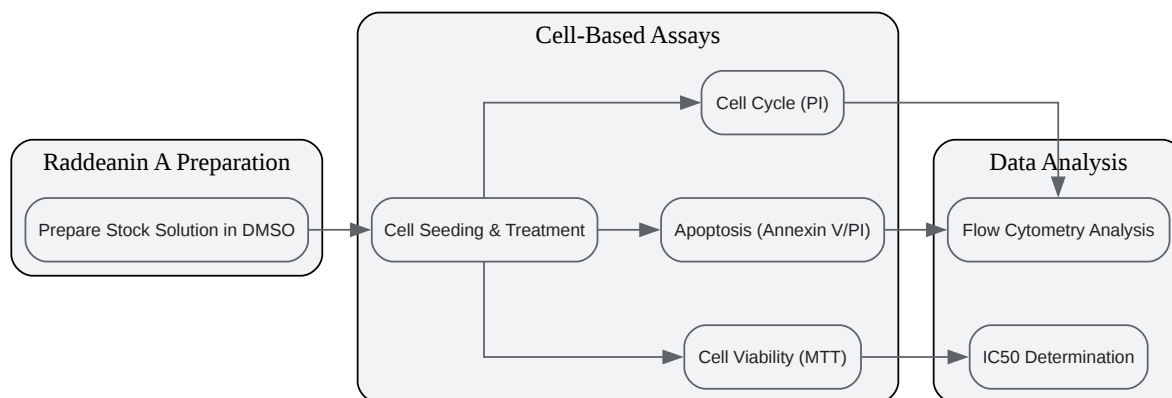 Cell-Based Assays
Cell Cycle (PI)
Raddeanin A Preparation
Data Analysis
Prepare Stock Solution in DMSO
Cell Seeding & Treatment
Apoptosis (Annexin V/PI)
Flow Cytometry Analysis
Cell Viability (MTT)
IC50 Determination